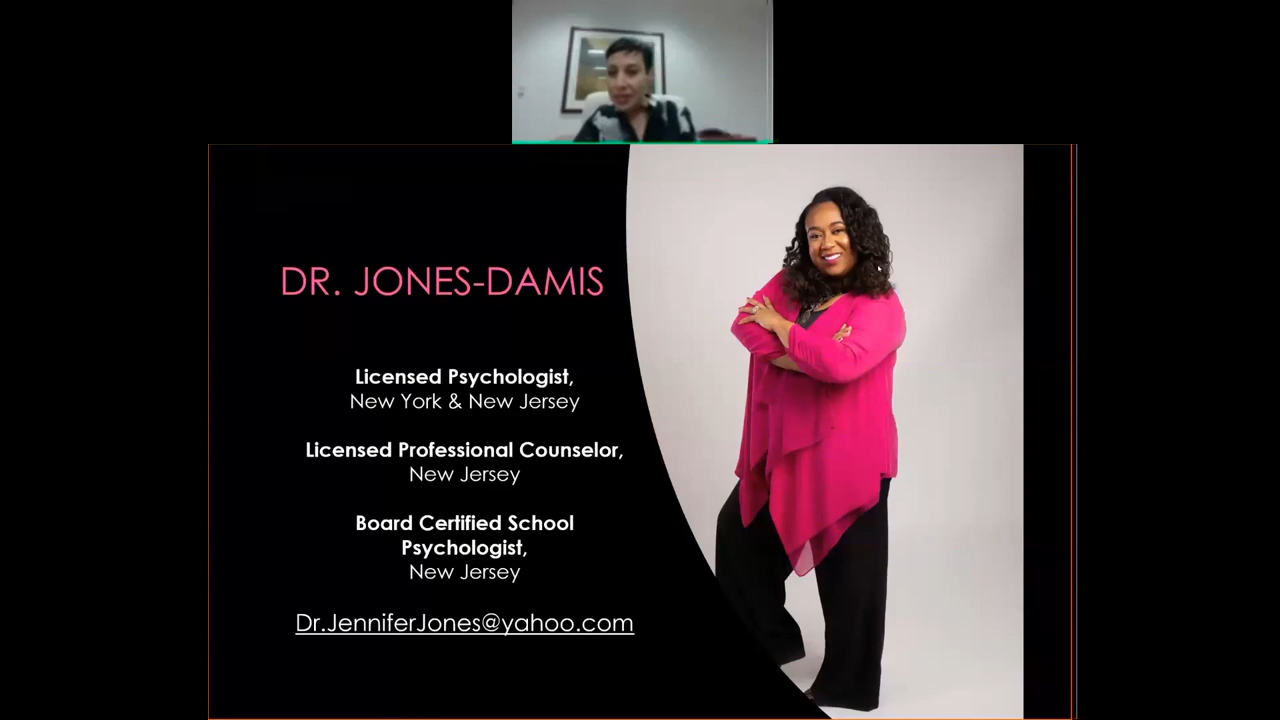 DR. JONES-DAMIS
Licensed Psychologist,
New York & New Jersey
Licensed Professional Counselor,
New Jersey
Board Certified School
Psychologist,
New Jersey
Dr.JenniferJones@yahoo.com